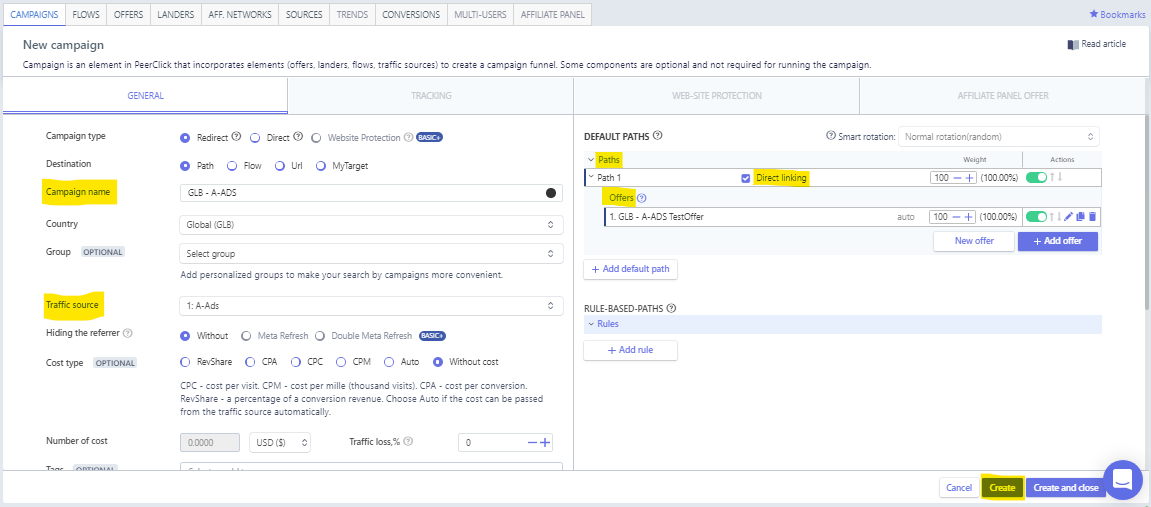 CAMPAIGNS FLOWS OFFERS LANDERS AFF. NETWORKS SOURCES TRENDS CONVERSIONS MULTI-USERS AFFILIATE PANEL Bookmarks
New campaign
Read article
Campaign is an element in PeerClick that incorporates elements (offers, landers, flows, traffic sources) to create a campaign funnel. Some components are optional and not required for running the campaign.
GENERAL TRACKING WEB-SITE PROTECTION AFFILIATE PANEL OFFER
Campaign type Redirect ? Direct ? Website Protection ? BASIC+
Destination Path Flow Url MyTarget
Campaign name GLB - A-ADS
Country Global (GLB)
Group OPTIONAL Select group
Add personalized groups to make your search by campaigns more convenient.
Traffic source 1: A-Ads
Hiding the referrer ? Without Meta Refresh Double Meta Refresh BASIC+
Cost type OPTIONAL RevShare CPA CPC CPM Auto Without cost
CPC - cost per visit. CPM - cost per mille (thousand visits). CPA - cost per conversion.
RevShare - a percentage of a conversion revenue. Choose Auto if the cost can be passed
from the traffic source automatically.
Number of cost 0.0000 USD ($) Traffic loss,% ? 0 − +
Tags OPTIONAL
DEFAULT PATHS ? ? Smart rotation: Normal rotation(random)
Paths Weight Actions
Path 1 Direct linking 100 − + (100.00%)
Offers ?
1. GLB - A-ADS TestOffer auto 100 − + (100.00%)
New offer + Add offer
+ Add default path
RULE-BASED-PATHS ?
Rules
+ Add rule
Cancel Create Create and close